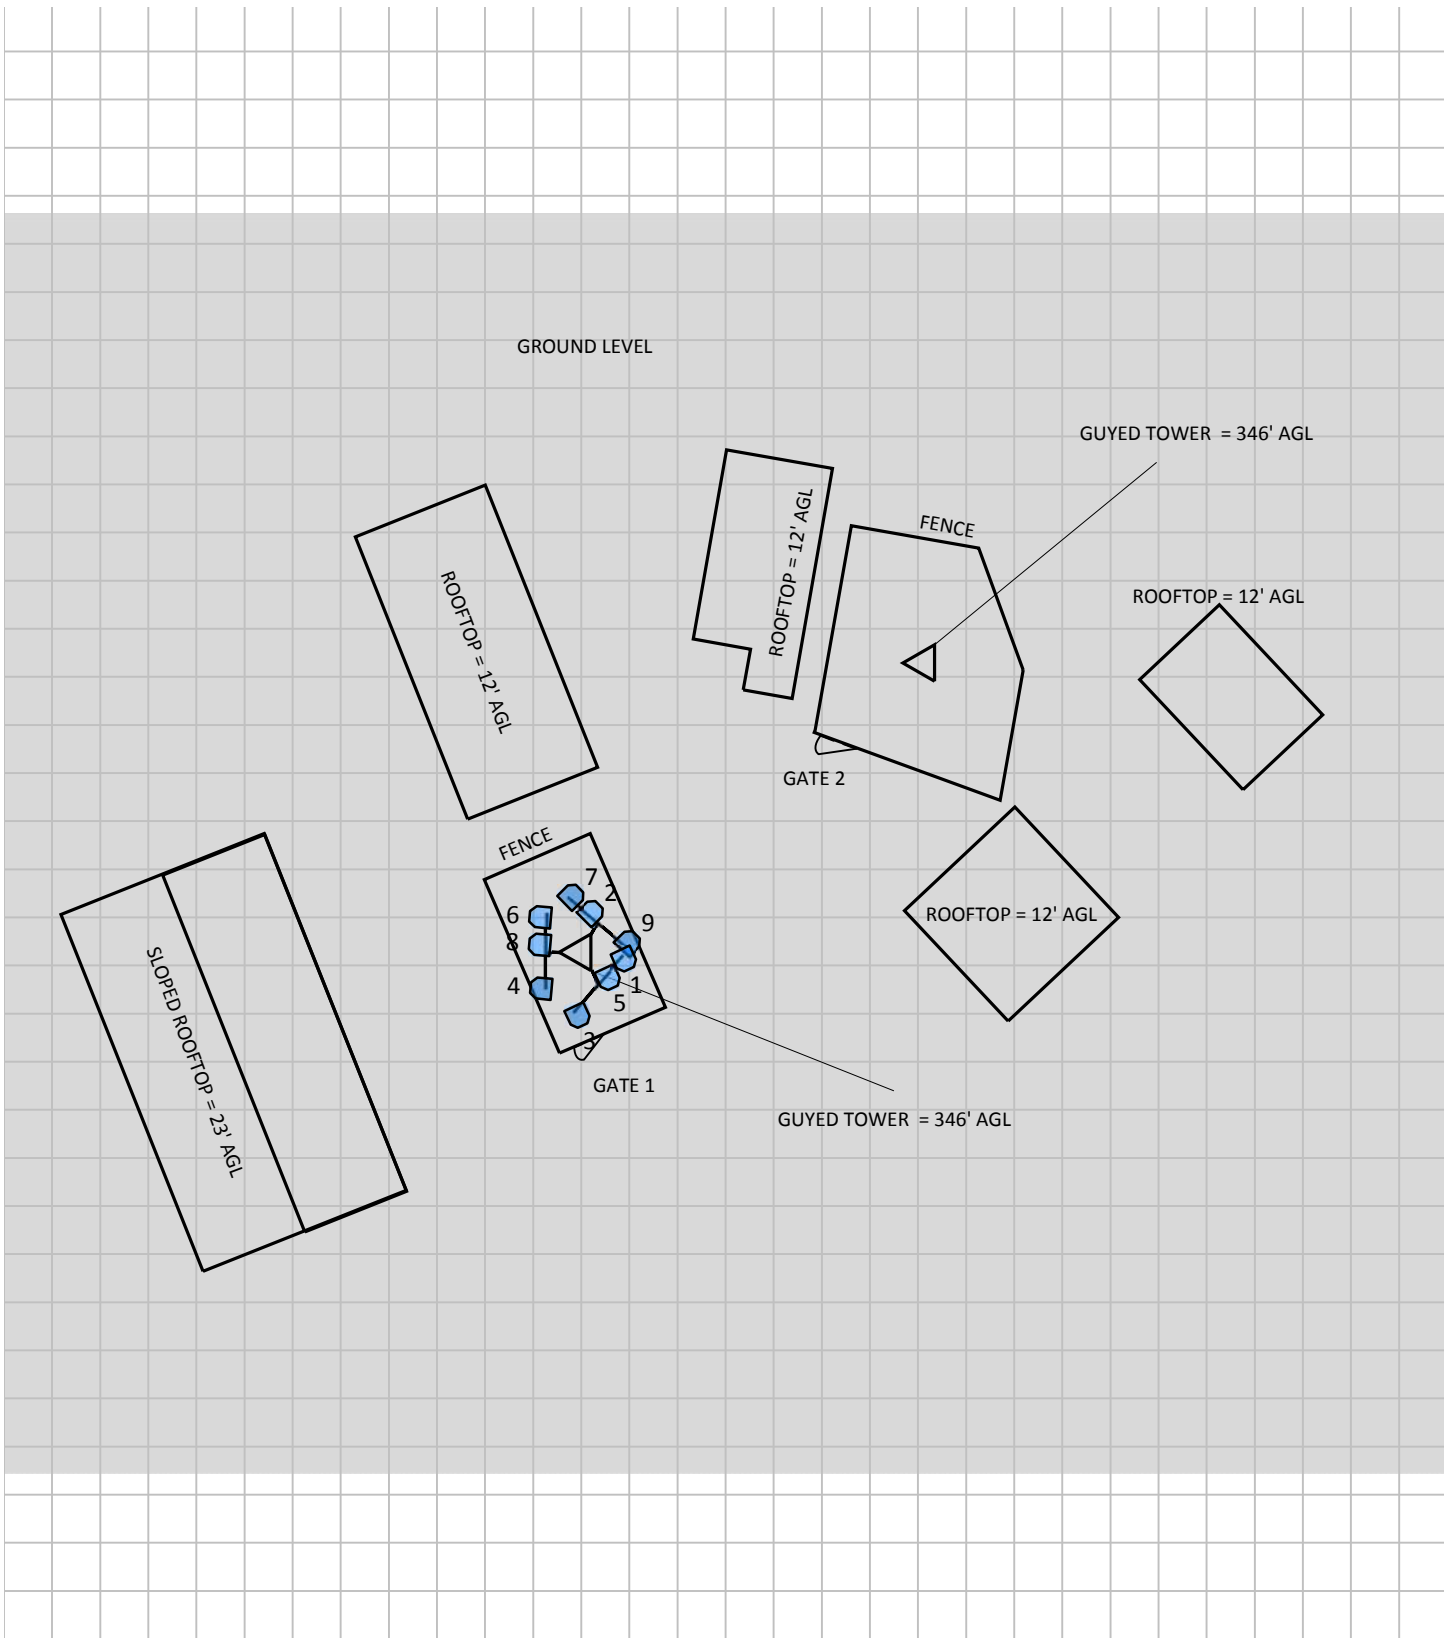 GROUND LEVEL
GUYED TOWER = 346' AGL
ROOFTOP = 12' AGL
FENCE
ROOFTOP = 12' AGL
ROOFTOP = 12' AGL
GATE 2
FENCE
7
2
6
9
8
ROOFTOP = 12' AGL
4
1
5
3
SLOPED ROOFTOP = 23' AGL
GATE 1
GUYED TOWER = 346' AGL